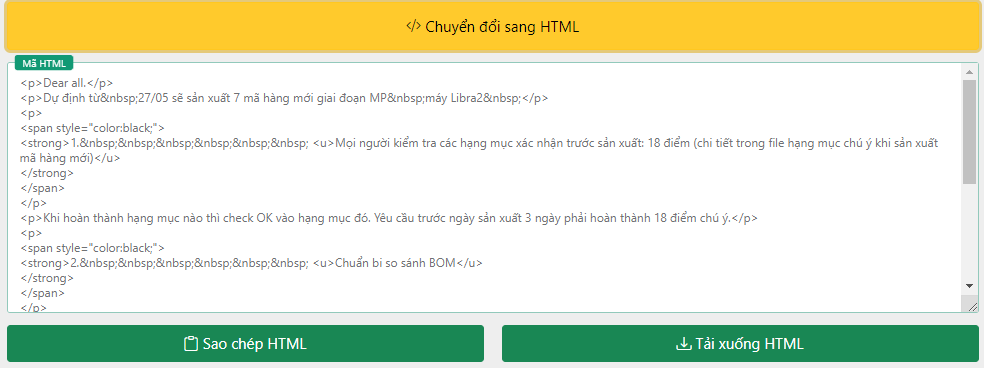 </> Chuyển đổi sang HTML
Mã HTML
<p>Dear all.</p>
<p>Dự định từ&nbsp;27/05 sẽ sản xuất 7 mã hàng mới giai đoạn MP&nbsp;máy Libra2&nbsp;</p>
<p>
<span style="color:black;">
<strong>1.&nbsp;&nbsp;&nbsp;&nbsp;&nbsp;&nbsp; <u>Mọi người kiểm tra các hạng mục xác nhận trước sản xuất: 18 điểm (chi tiết trong file hạng mục chú ý khi sản xuất
mã hàng mới)</u>
</strong>
</span>
</p>
<p>Khi hoàn thành hạng mục nào thì check OK vào hạng mục đó. Yêu cầu trước ngày sản xuất 3 ngày phải hoàn thành 18 điểm chú ý.</p>
<p>
<span style="color:black;">
<strong>2.&nbsp;&nbsp;&nbsp;&nbsp;&nbsp;&nbsp; <u>Chuẩn bi so sánh BOM</u>
</strong>
</span>
</p>
Sao chép HTML
Tải xuống HTML